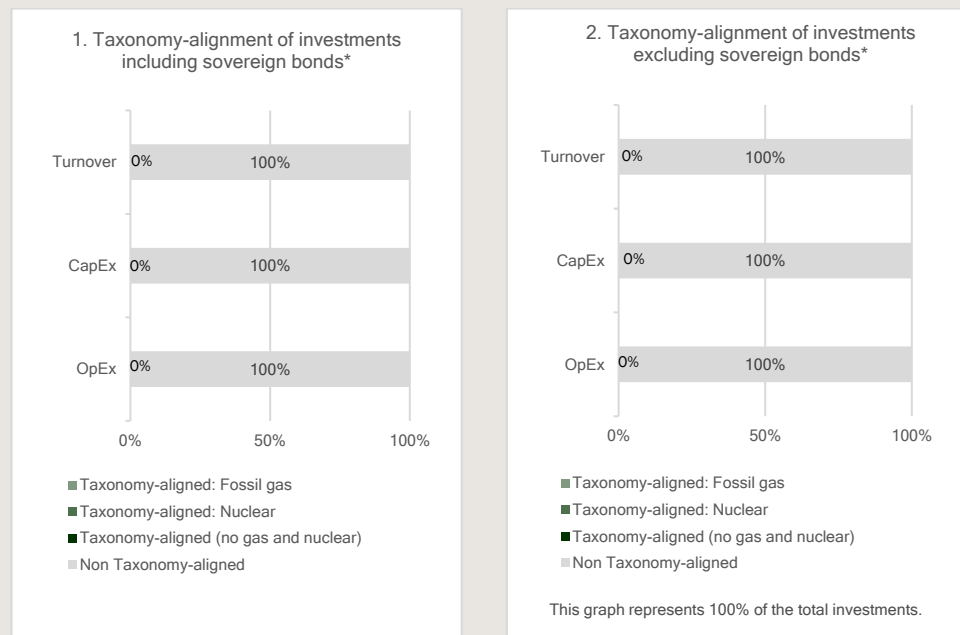 1. Taxonomy-alignment of investments
including sovereign bonds*
Turnover 0% 100%
CapEx 0% 100%
OpEx 0% 100%
0% 50% 100%
Taxonomy-aligned: Fossil gas
Taxonomy-aligned: Nuclear
Taxonomy-aligned (no gas and nuclear)
Non Taxonomy-aligned
2. Taxonomy-alignment of investments
excluding sovereign bonds*
Turnover 0% 100%
CapEx 0% 100%
OpEx 0% 100%
0% 50% 100%
Taxonomy-aligned: Fossil gas
Taxonomy-aligned: Nuclear
Taxonomy-aligned (no gas and nuclear)
Non Taxonomy-aligned
This graph represents 100% of the total investments.